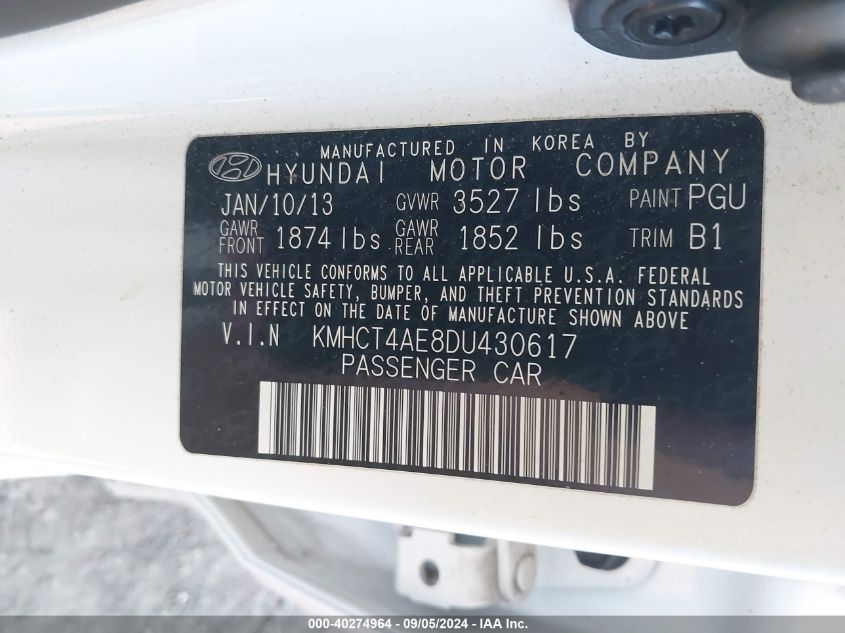 MANUFACTURED IN KOREA BY
HYUNDAI MOTOR COMPANY
JAN/10/13 GVWR 3527 lbs PAINT PGU
GAWR FRONT 1874 lbs GAWR REAR 1852 lbs TRIM B1
THIS VEHICLE CONFORMS TO ALL APPLICABLE U.S.A. FEDERAL
MOTOR VEHICLE SAFETY, BUMPER, AND THEFT PREVENTION STANDARDS
IN EFFECT ON THE DATE OF MANUFACTURE SHOWN ABOVE
V.I.N KMHCT4AE8DU430617
PASSENGER CAR
000-40274964 - 09/05/2024 - IAA Inc.